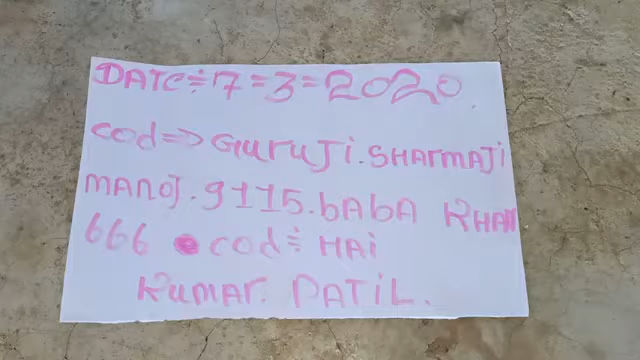 DATE÷7=3=2020
cod=> GuruJi.SHArmAJi
MANOJ.9115.bAbA KHAN
666 • cod÷ HAi
Kumar. PATiL.